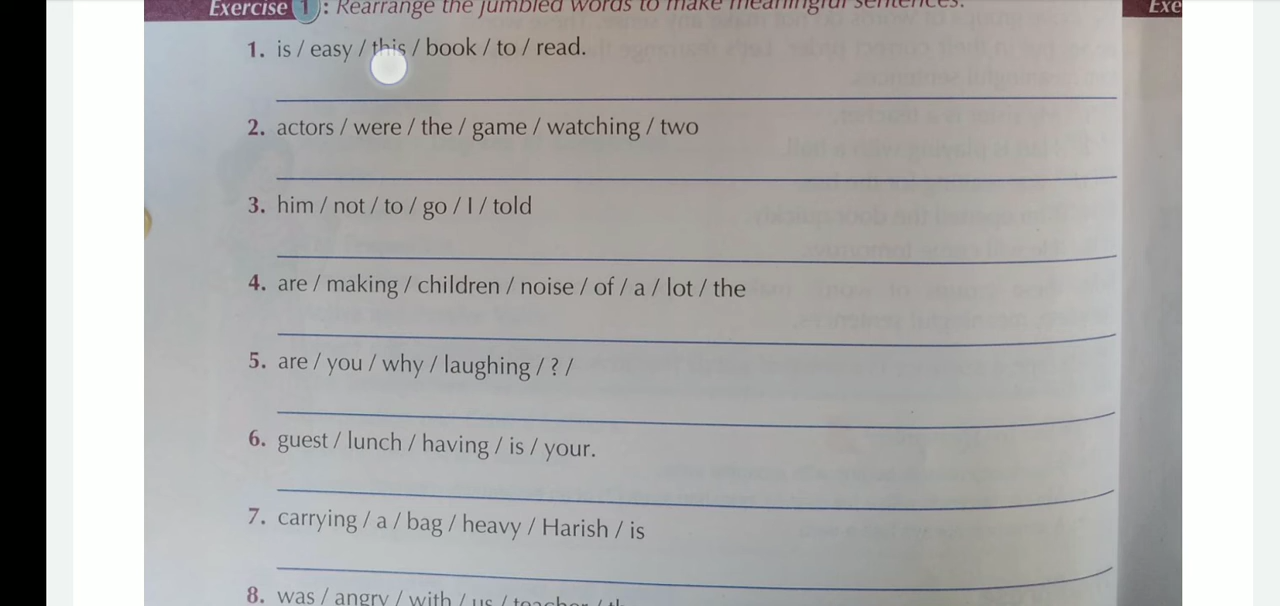 Exercise 1 : Rearrange the jumbled words to make meaningful sentences.
Exe
1. is / easy / this / book / to / read.
2. actors / were / the / game / watching / two
3. him / not / to / go / I / told
4. are / making / children / noise / of / a / lot / the
5. are / you / why / laughing / ? /
6. guest / lunch / having / is / your.
7. carrying / a / bag / heavy / Harish / is
8. was / angry / with / us / teacher /